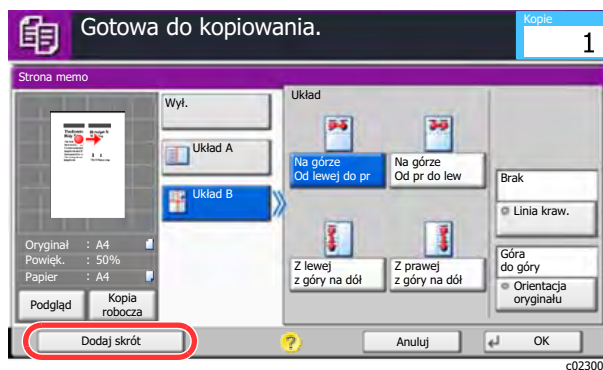 Gotowa do kopiowania.
Kopie
1
Strona memo
Wył.
Układ A
Układ B
Układ
Na górze
Od lewej do pr
Na górze
Od pr do lew
Z lewej
z góry na dół
Z prawej
z góry na dół
Brak
Linia kraw.
Góra
do góry
Orientacja
oryginału
Oryginał : A4
Powięk. : 50%
Papier : A4
Podgląd
Kopia
robocza
Dodaj skrót
?
Anuluj
OK
c02300